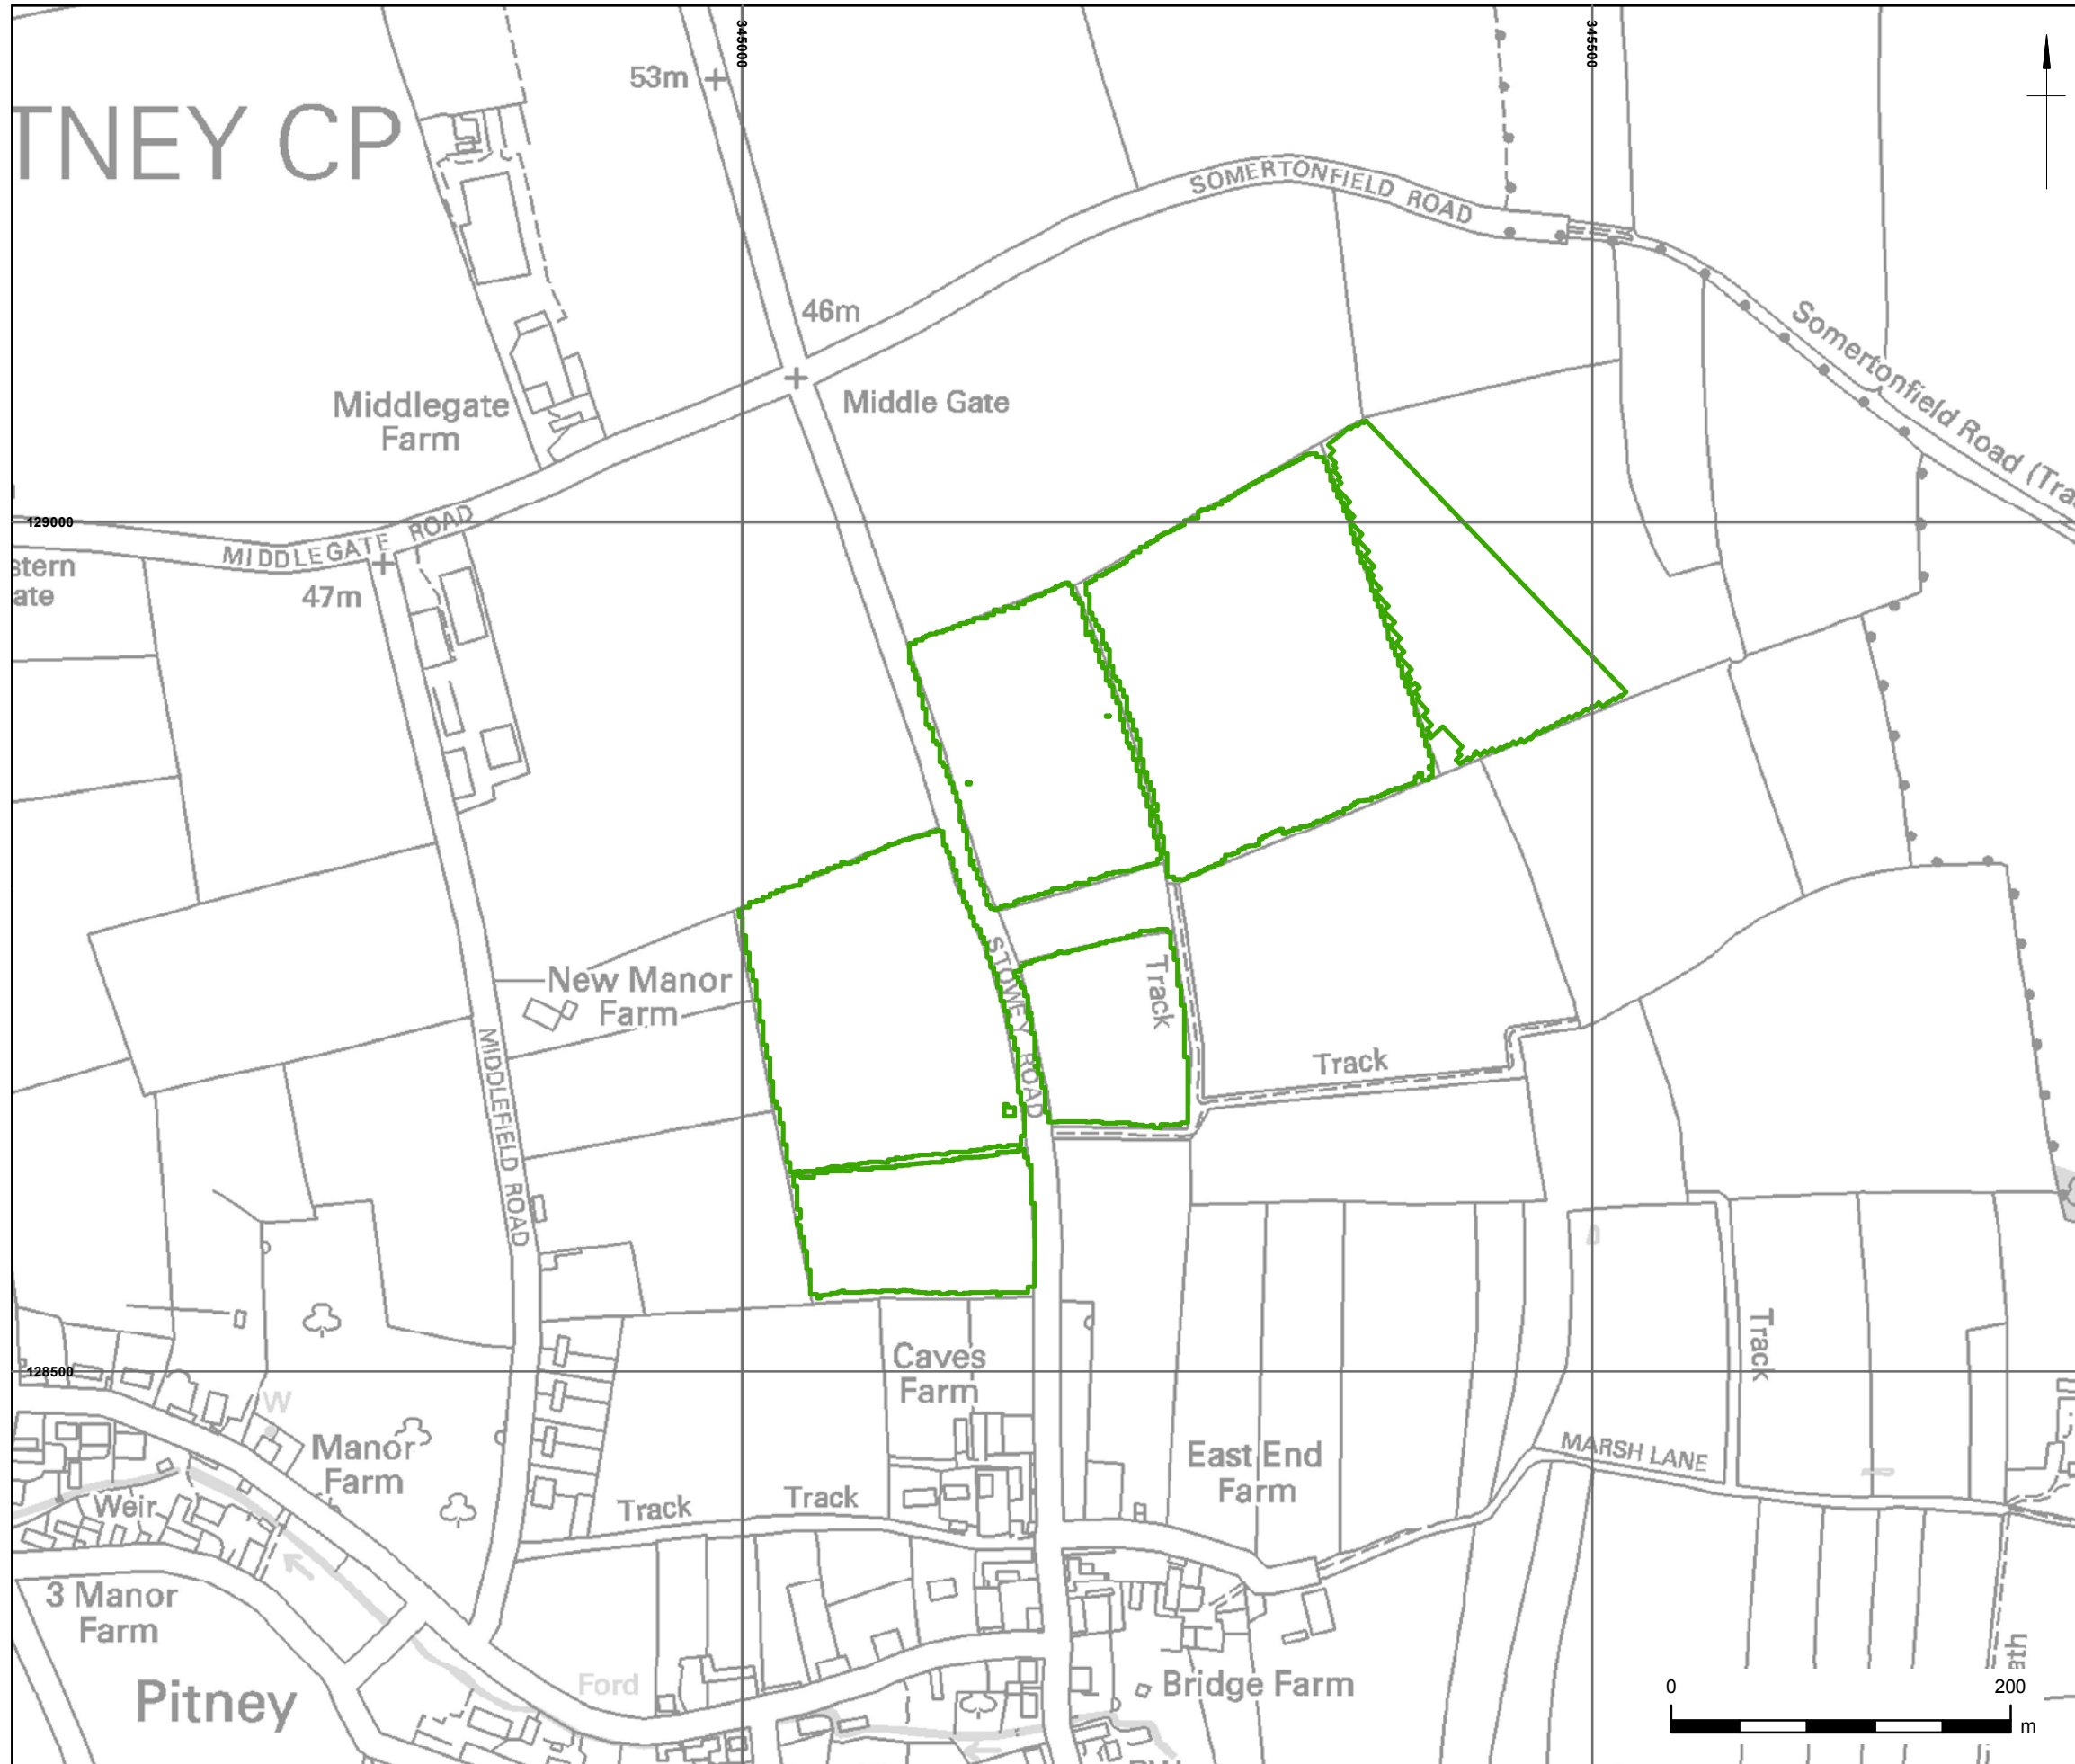 345000
345500
53m
TNEY CP
SOMERTONFIELD ROAD
46m
Somertonfield Road (Tra
Middlegate
Farm
Middle Gate
129000
MIDDLEGATE ROAD
stern
ate
47m
STOWEY ROAD
Track
New Manor
Farm
Track
MIDDLEFIELD ROAD
Track
Caves
Farm
128500
W
Manor
Farm
East End
Farm
MARSH LANE
Weir
Track
Track
3 Manor
Farm
Pitney
Ford
Bridge Farm
0
200
m